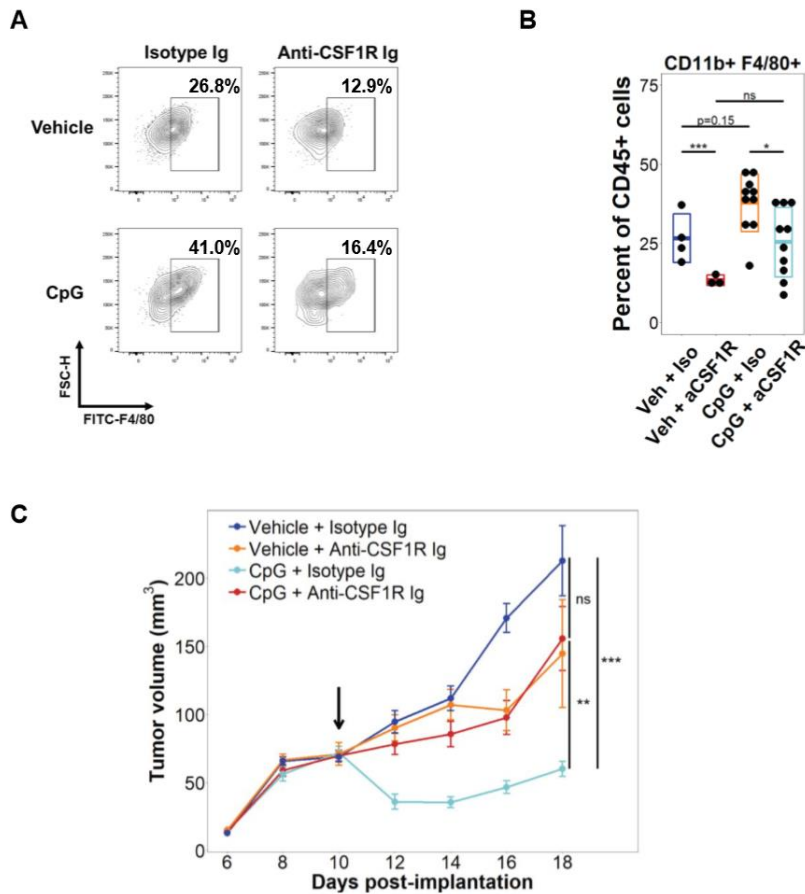 A
Isotype Ig
Anti-CSF1R Ig
Vehicle
26.8%
12.9%
CpG
41.0%
16.4%
FSC-H
FITC-F4/80
B
CD11b+ F4/80+
Percent of CD45+ cells
75
50
25
0
ns
p=0.15
***
*
Veh + Iso
Veh + aCSF1R
CpG + Iso
CpG + aCSF1R
C
Vehicle + Isotype Ig
Vehicle + Anti-CSF1R Ig
CpG + Isotype Ig
CpG + Anti-CSF1R Ig
Tumor volume (mm³)
200
150
100
50
0
6 8 10 12 14 16 18
Days post-implantation
ns
**
***